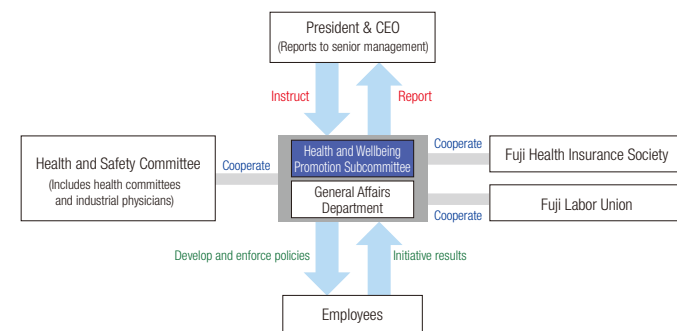 President & CEO
(Reports to senior management)
Instruct
Report
Health and Safety Committee
(Includes health committees
and industrial physicians)
Cooperate
Health and Wellbeing
Promotion Subcommittee
General Affairs
Department
Cooperate
Fuji Health Insurance Society
Fuji Labor Union
Cooperate
Develop and enforce policies
Initiative results
Employees